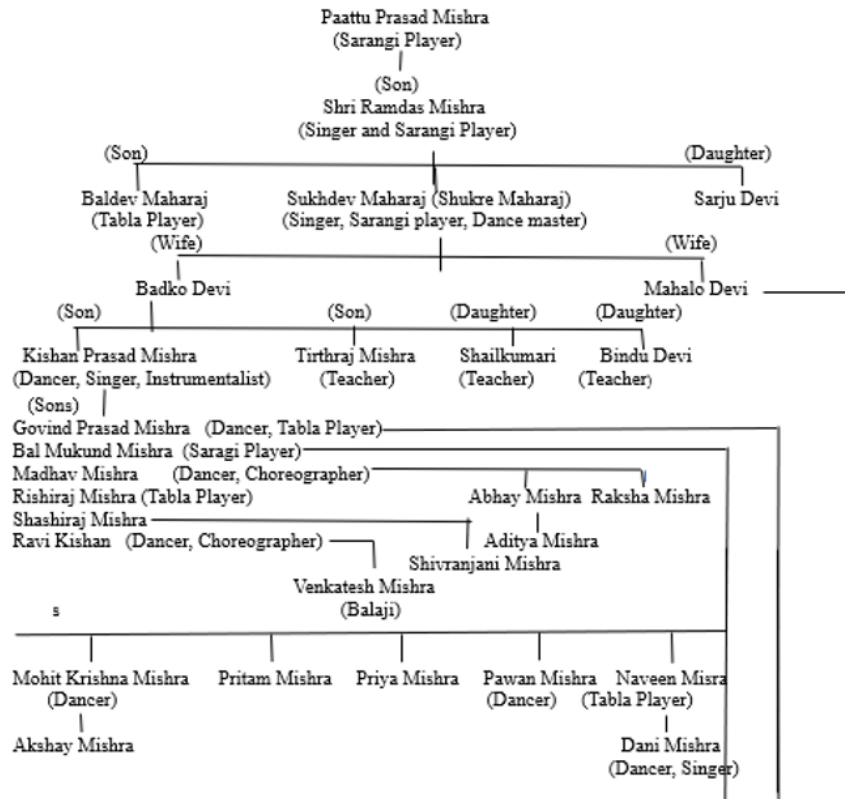 Paattu Prasad Mishra
(Sarangi Player)
(Son)
Shri Ramdas Mishra
(Singer and Sarangi Player)
(Son) (Daughter)
Baldev Maharaj Sukhdev Maharaj (Shukre Maharaj) Sarju Devi
(Tabla Player) (Singer, Sarangi player, Dance master)
(Wife) (Wife)
Badko Devi Mahalo Devi
(Son) (Son) (Daughter) (Daughter)
Kishan Prasad Mishra Tirthraj Mishra Shailkumari Bindu Devi
(Dancer, Singer, Instrumentalist) (Teacher) (Teacher) (Teacher)
(Sons)
Govind Prasad Mishra (Dancer, Tabla Player)
Bal Mukund Mishra (Saragi Player)
Madhav Mishra (Dancer, Choreographer)
Rishiraj Mishra (Tabla Player) Abhay Mishra Raksha Mishra
Shashiraj Mishra
Ravi Kishan (Dancer, Choreographer) Aditya Mishra
Shivranjani Mishra
Venkatesh Mishra
s (Balaji)
Mohit Krishna Mishra Pritam Mishra Priya Mishra Pawan Mishra Naveen Misra
(Dancer) (Dancer) (Tabla Player)
Akshay Mishra Dani Mishra
(Dancer, Singer)